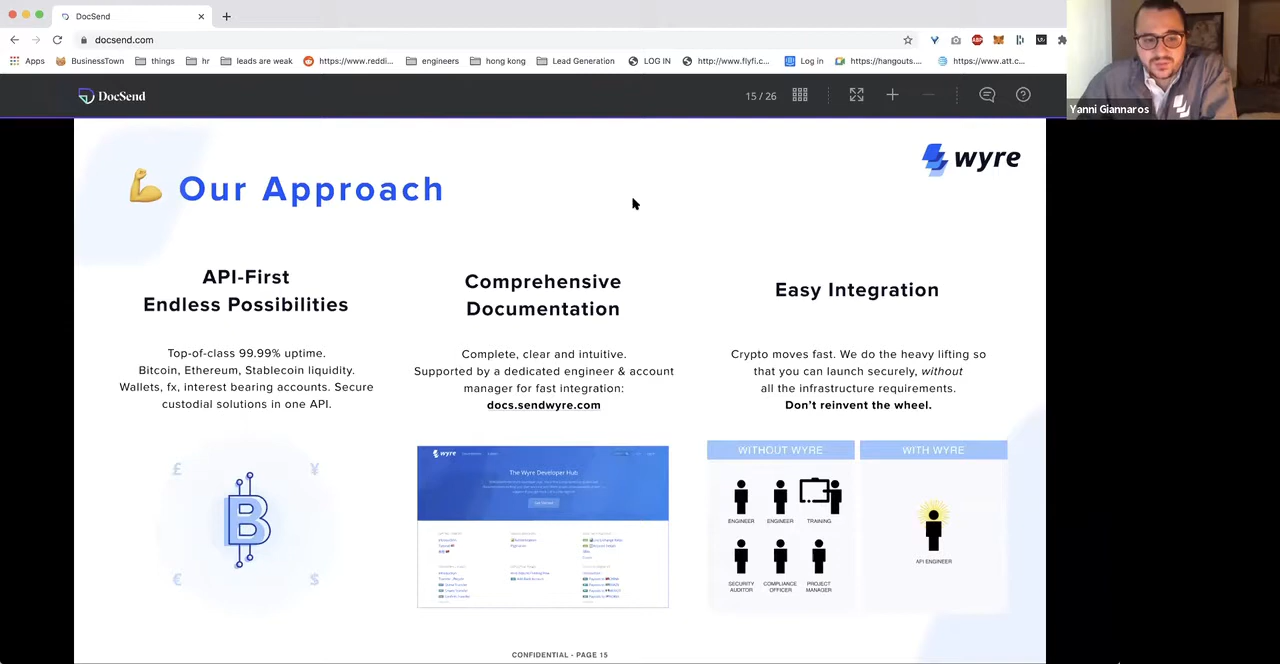 DocSend
docsend.com
Apps
BusinessTown
things
hr
leads are weak
https://www.reddi...
engineers
hong kong
Lead Generation
LOG IN
http://www.flyfi.c...
Log in
https://hangouts....
https://www.att.c...
Yanni Giannaros
DocSend
15 / 26
wyre
💪 Our Approach
API-First
Endless Possibilities
Top-of-class 99.99% uptime.
Bitcoin, Ethereum, Stablecoin liquidity.
Wallets, fx, interest bearing accounts. Secure
custodial solutions in one API.
£
¥
B
€
$
Comprehensive
Documentation
Complete, clear and intuitive.
Supported by a dedicated engineer & account
manager for fast integration:
docs.sendwyre.com
wyre
The Wyre Developer Hub
Easy Integration
Crypto moves fast. We do the heavy lifting so
that you can launch securely, without
all the infrastructure requirements.
Don't reinvent the wheel.
WITHOUT WYRE
WITH WYRE
ENGINEER
ENGINEER
TRAINING
SECURITY
AUDITOR
COMPLIANCE
OFFICER
PROJECT
MANAGER
API ENGINEER
CONFIDENTIAL - PAGE 15